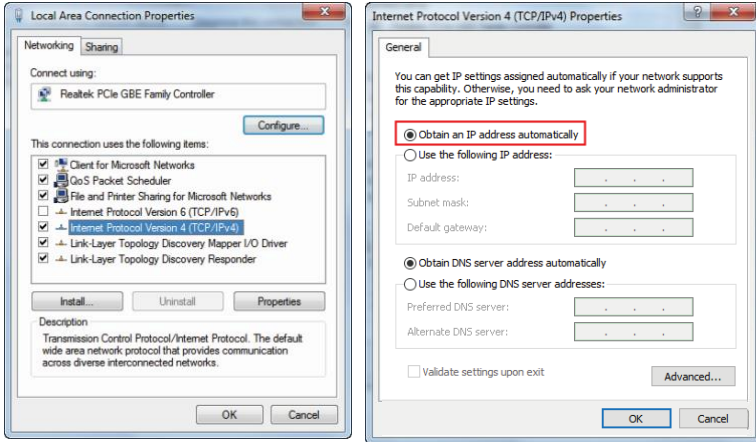 Local Area Connection Properties
Networking
Sharing
Connect using:
Realtek PCIe GBE Family Controller
Configure...
This connection uses the following items:
Client for Microsoft Networks
QoS Packet Scheduler
File and Printer Sharing for Microsoft Networks
Internet Protocol Version 6 (TCP/IPv6)
Internet Protocol Version 4 (TCP/IPv4)
Link-Layer Topology Discovery Mapper I/O Driver
Link-Layer Topology Discovery Responder
Install...
Uninstall
Properties
Description
Transmission Control Protocol/Internet Protocol. The default
wide area network protocol that provides communication
across diverse interconnected networks.
OK
Cancel
Internet Protocol Version 4 (TCP/IPv4) Properties
General
You can get IP settings assigned automatically if your network supports
this capability. Otherwise, you need to ask your network administrator
for the appropriate IP settings.
Obtain an IP address automatically
Use the following IP address:
IP address:
Subnet mask:
Default gateway:
Obtain DNS server address automatically
Use the following DNS server addresses:
Preferred DNS server:
Alternate DNS server:
Validate settings upon exit
Advanced...
OK
Cancel